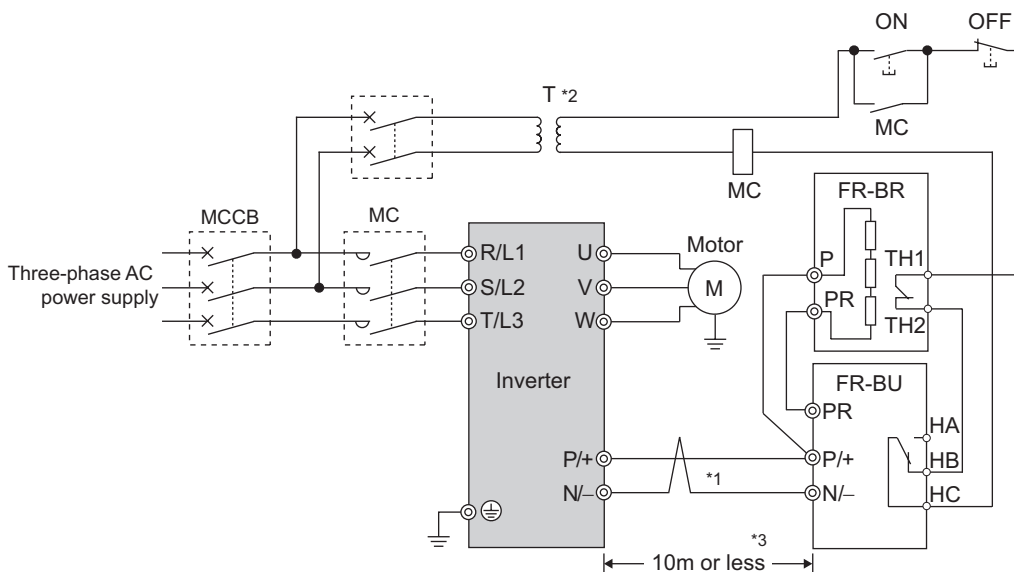 ON
OFF
T *2
MC
MC
FR-BR
MCCB
MC
Three-phase AC
power supply
R/L1
S/L2
T/L3
U
V
W
Motor
M
P
PR
TH1
TH2
Inverter
FR-BU
PR
HA
P/+
P/+
HB
N/–
*1
N/–
HC
*3
10m or less